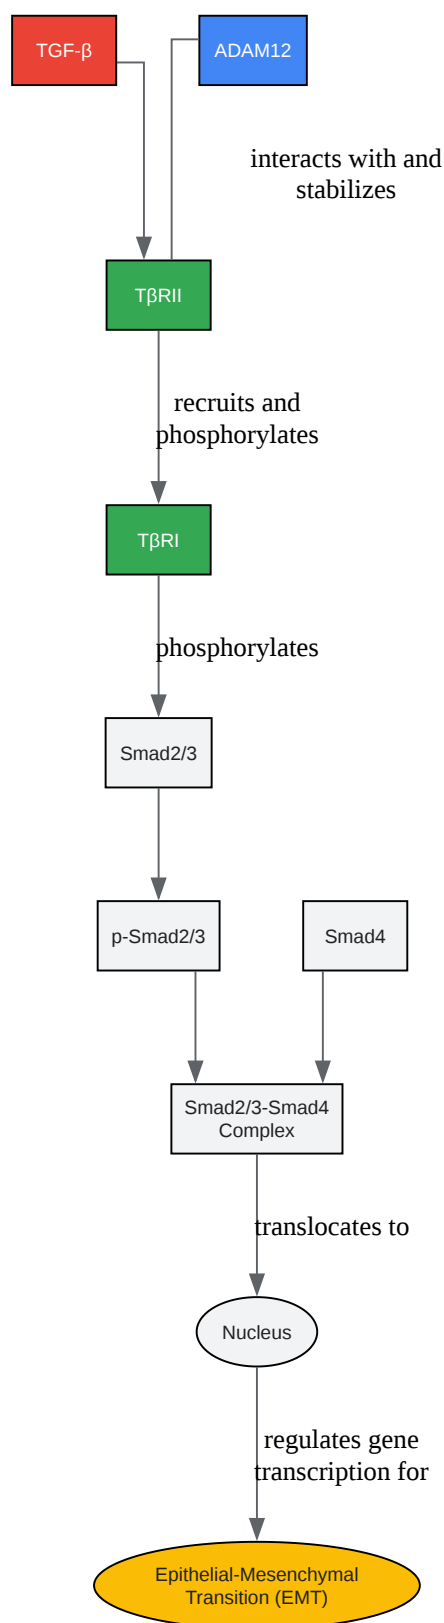 TGF-β
ADAM12
interacts with and
stabilizes
TβRII
recruits and
phosphorylates
TβRI
phosphorylates
Smad2/3
p-Smad2/3
Smad4
Smad2/3-Smad4
Complex
translocates to
Nucleus
regulates gene
transcription for
Epithelial-Mesenchymal
Transition (EMT)